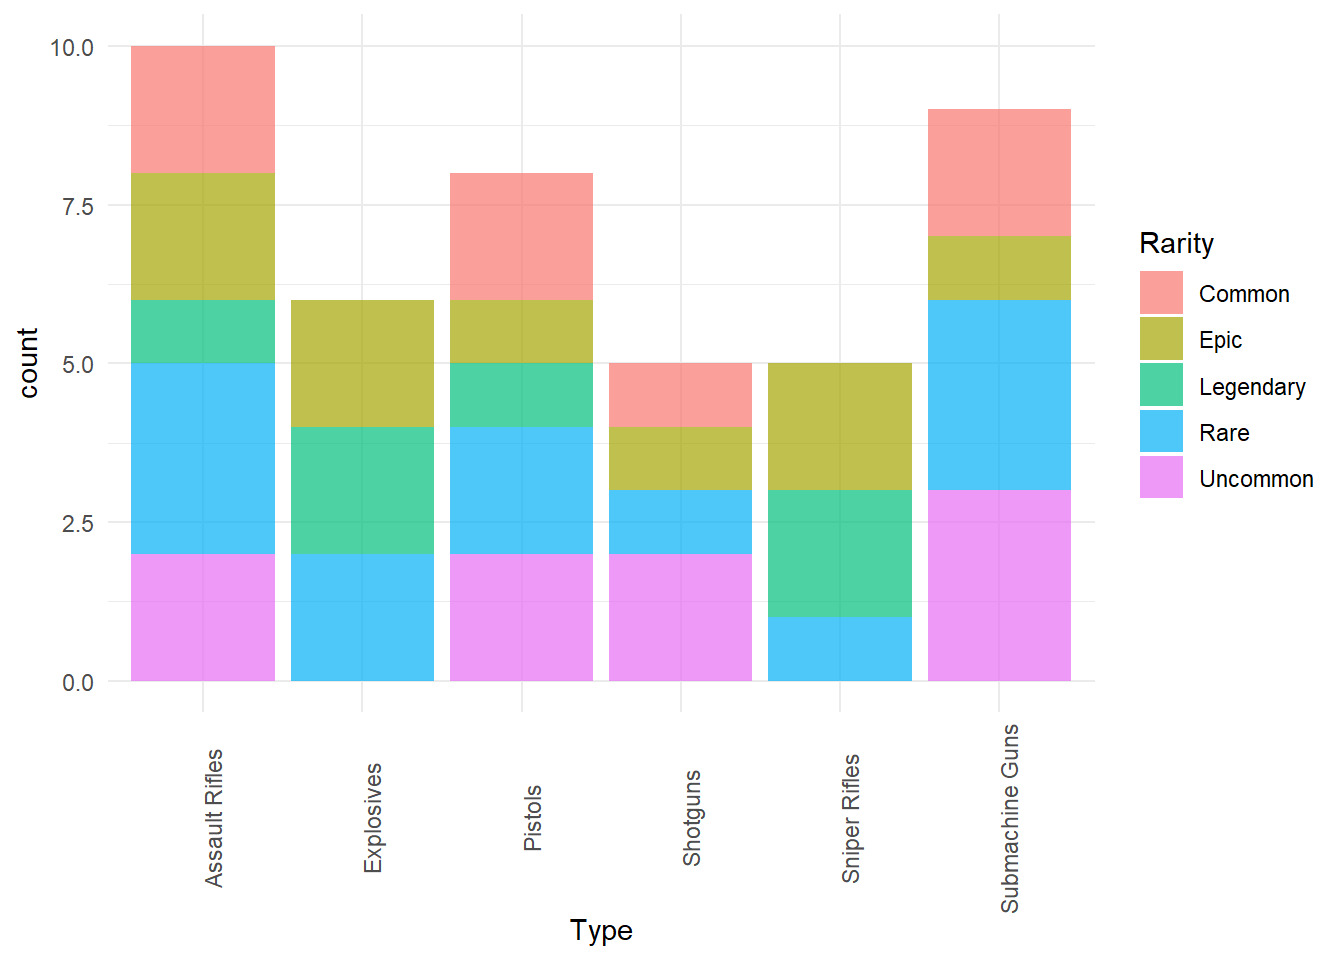 10.0
7.5
5.0
2.5
0.0
count
Assault Rifles
Explosives
Pistols
Shotguns
Sniper Rifles
Submachine Guns
Type
Rarity
Common
Epic
Legendary
Rare
Uncommon